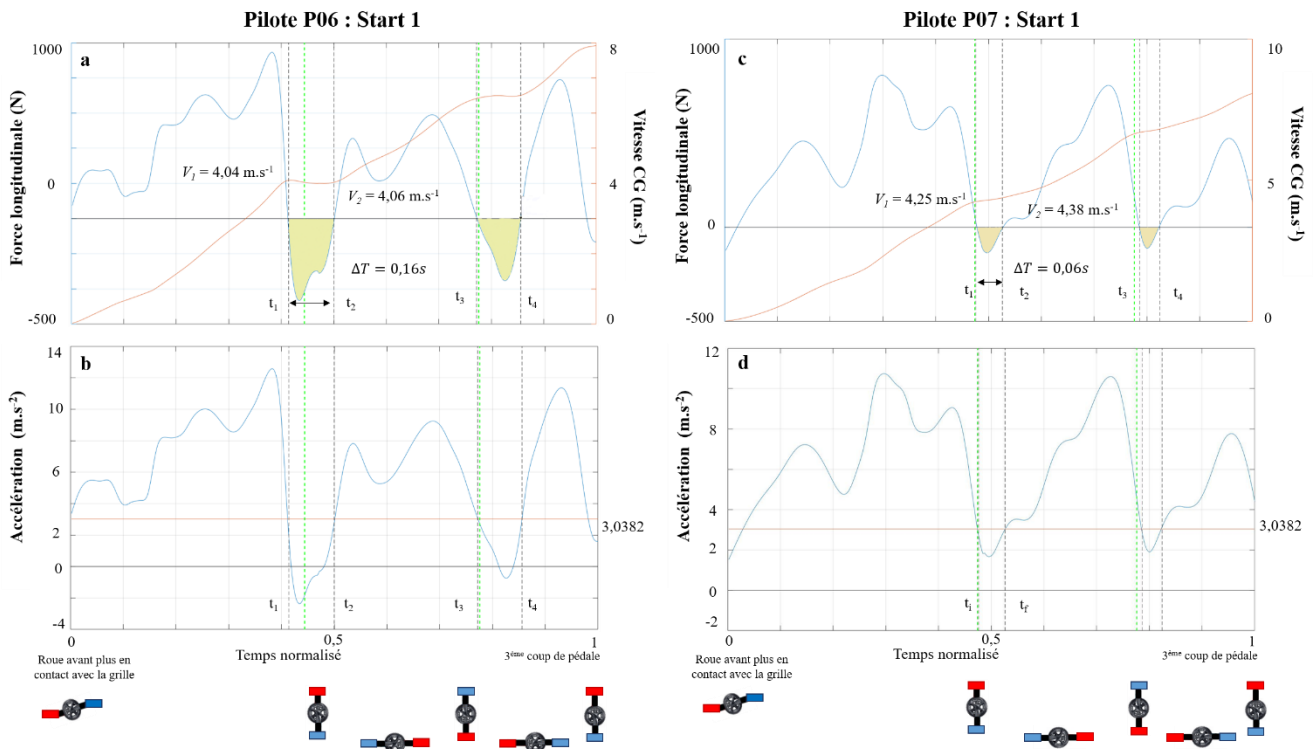 Pilote P06 : Start 1
Pilote P07 : Start 1
a
1000
0
-500
Force longitudinale (N)
8
4
0
Vitesse CG (m.s-1)
V1 = 4,04 m.s-1
V2 = 4,06 m.s-1
ΔT = 0,16s
t1
t2
t3
t4
c
1000
0
-500
Force longitudinale (N)
10
5
0
Vitesse CG (m.s-1)
V1 = 4,25 m.s-1
V2 = 4,38 m.s-1
ΔT = 0,06s
t1
t2
t3
t4
b
14
10
6
2
0
-4
Accélération (m.s-2)
3,0382
t1
t2
t3
t4
0
0,5
1
Temps normalisé
Roue avant plus en
contact avec la grille
3ème coup de pédale
d
12
8
4
2
0
-2
Accélération (m.s-2)
3,0382
ti
tf
0
0,5
1
Temps normalisé
Roue avant plus en
contact avec la grille
3ème coup de pédale